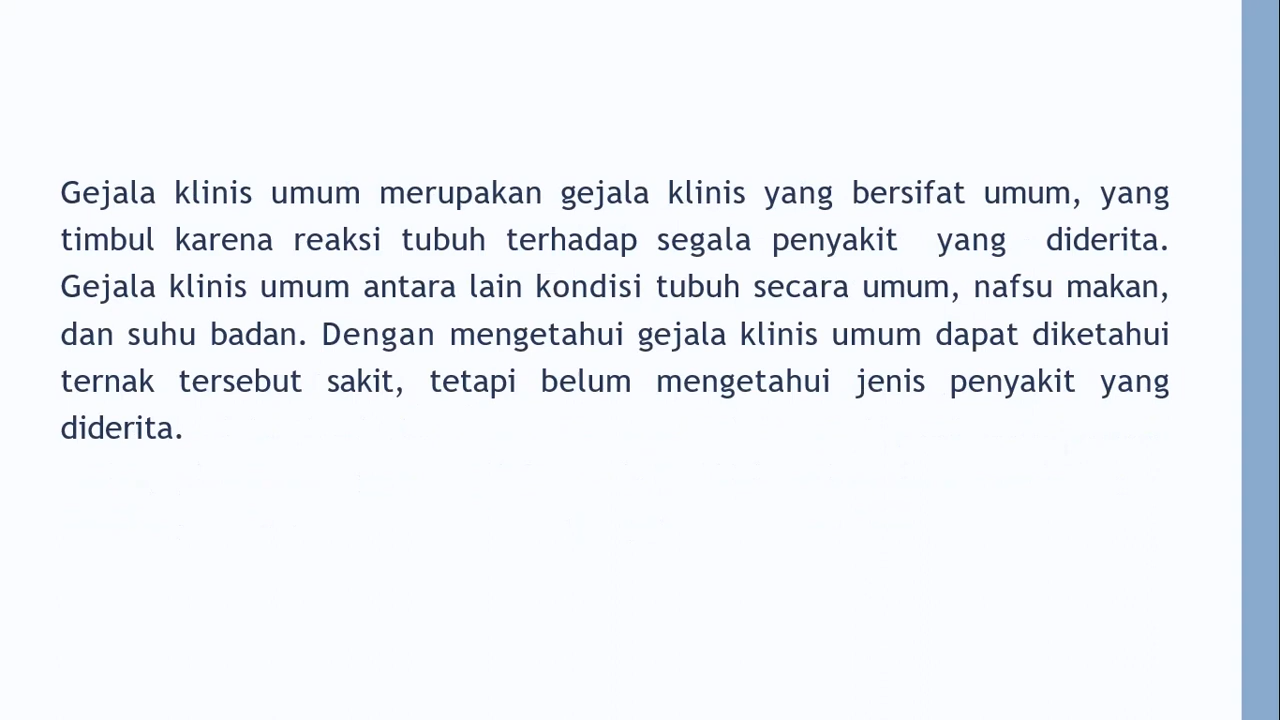 Gejala klinis umum merupakan gejala klinis yang bersifat umum, yang
timbul karena reaksi tubuh terhadap segala penyakit yang diderita.
Gejala klinis umum antara lain kondisi tubuh secara umum, nafsu makan,
dan suhu badan. Dengan mengetahui gejala klinis umum dapat diketahui
ternak tersebut sakit, tetapi belum mengetahui jenis penyakit yang
diderita.